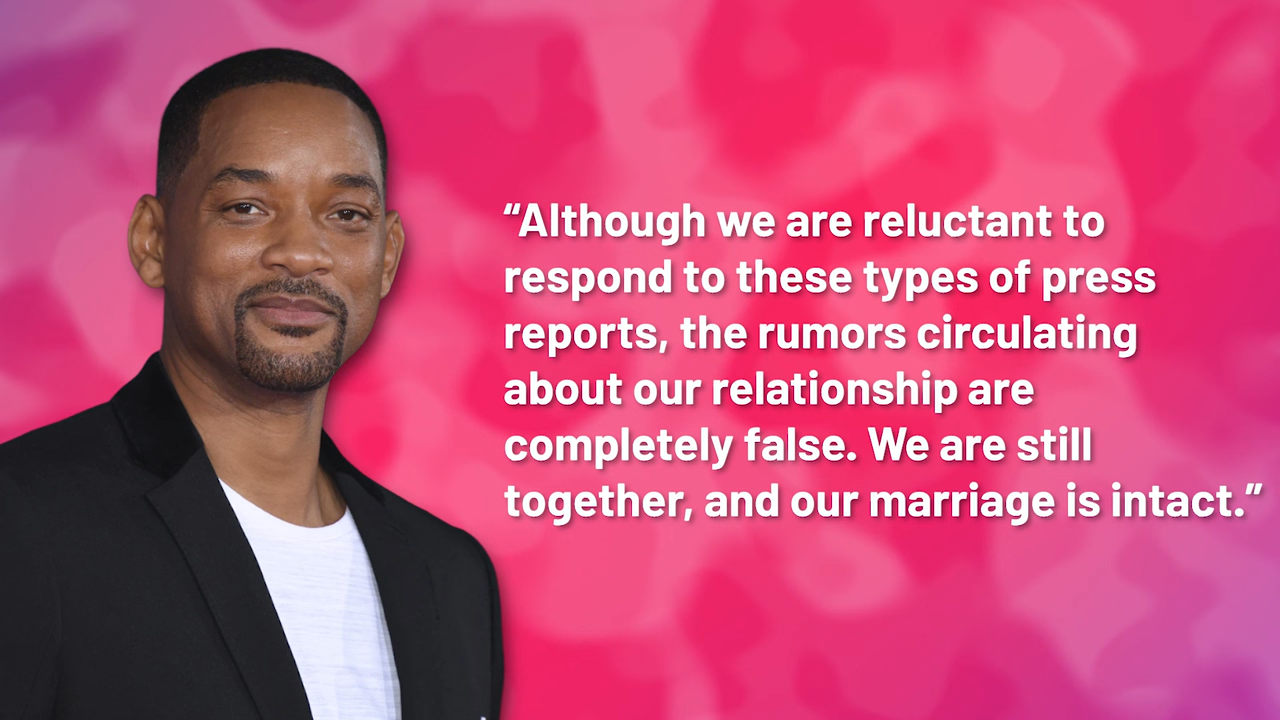 “Although we are reluctant to
respond to these types of press
reports, the rumors circulating
about our relationship are
completely false. We are still
together, and our marriage is intact.”